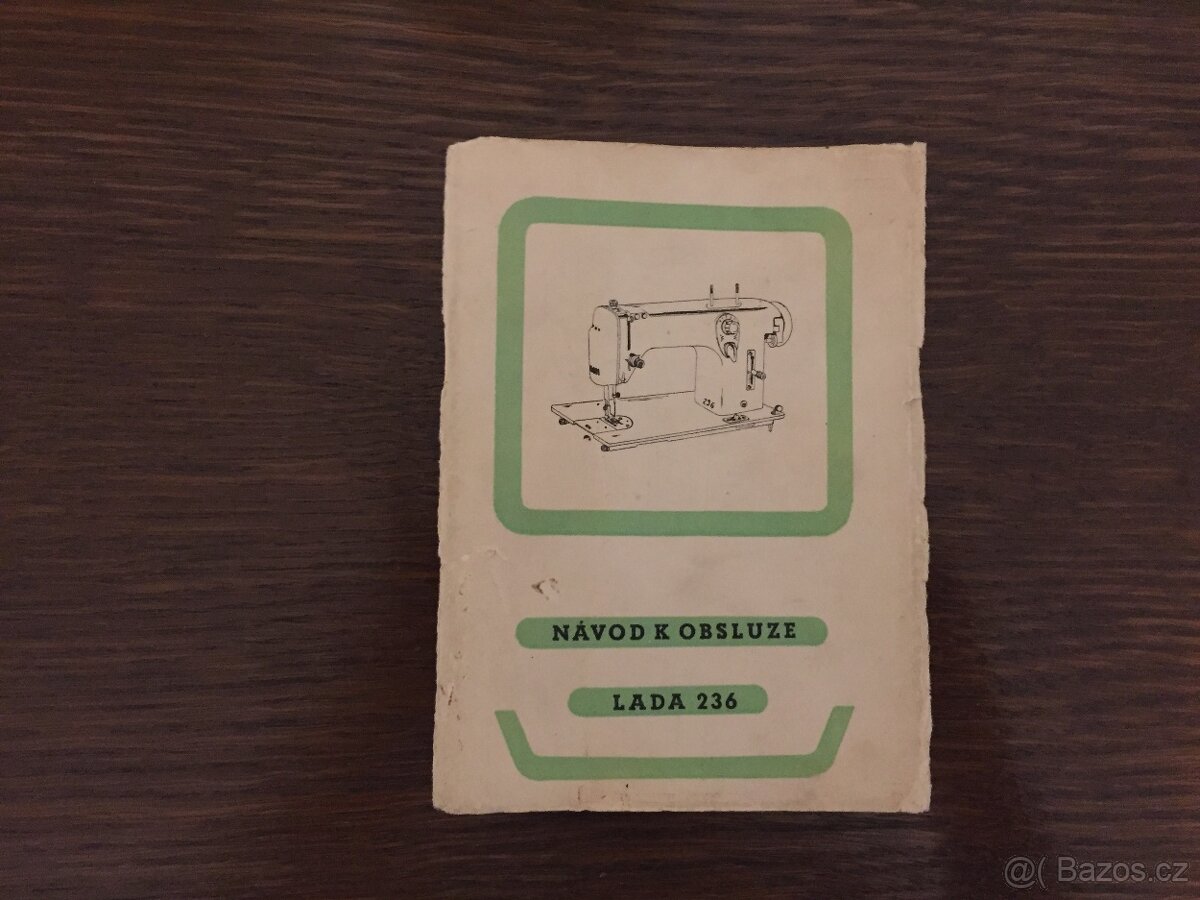 236
NÁVOD K OBSLUZE
LADA 236
@( Bazos.cz